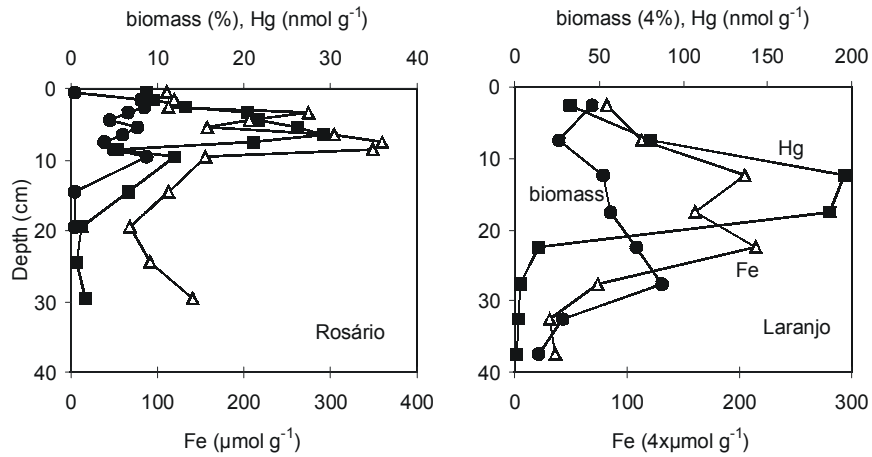 biomass (%), Hg (nmol g-1)
0 10 20 30 40
0
10
20
30
40
Depth (cm)
Rosário
0 100 200 300 400
Fe (µmol g-1)
biomass (4%), Hg (nmol g-1)
0 50 100 150 200
0
10
20
30
40
Hg
biomass
Fe
Laranjo
0 100 200 300
Fe (4xµmol g-1)